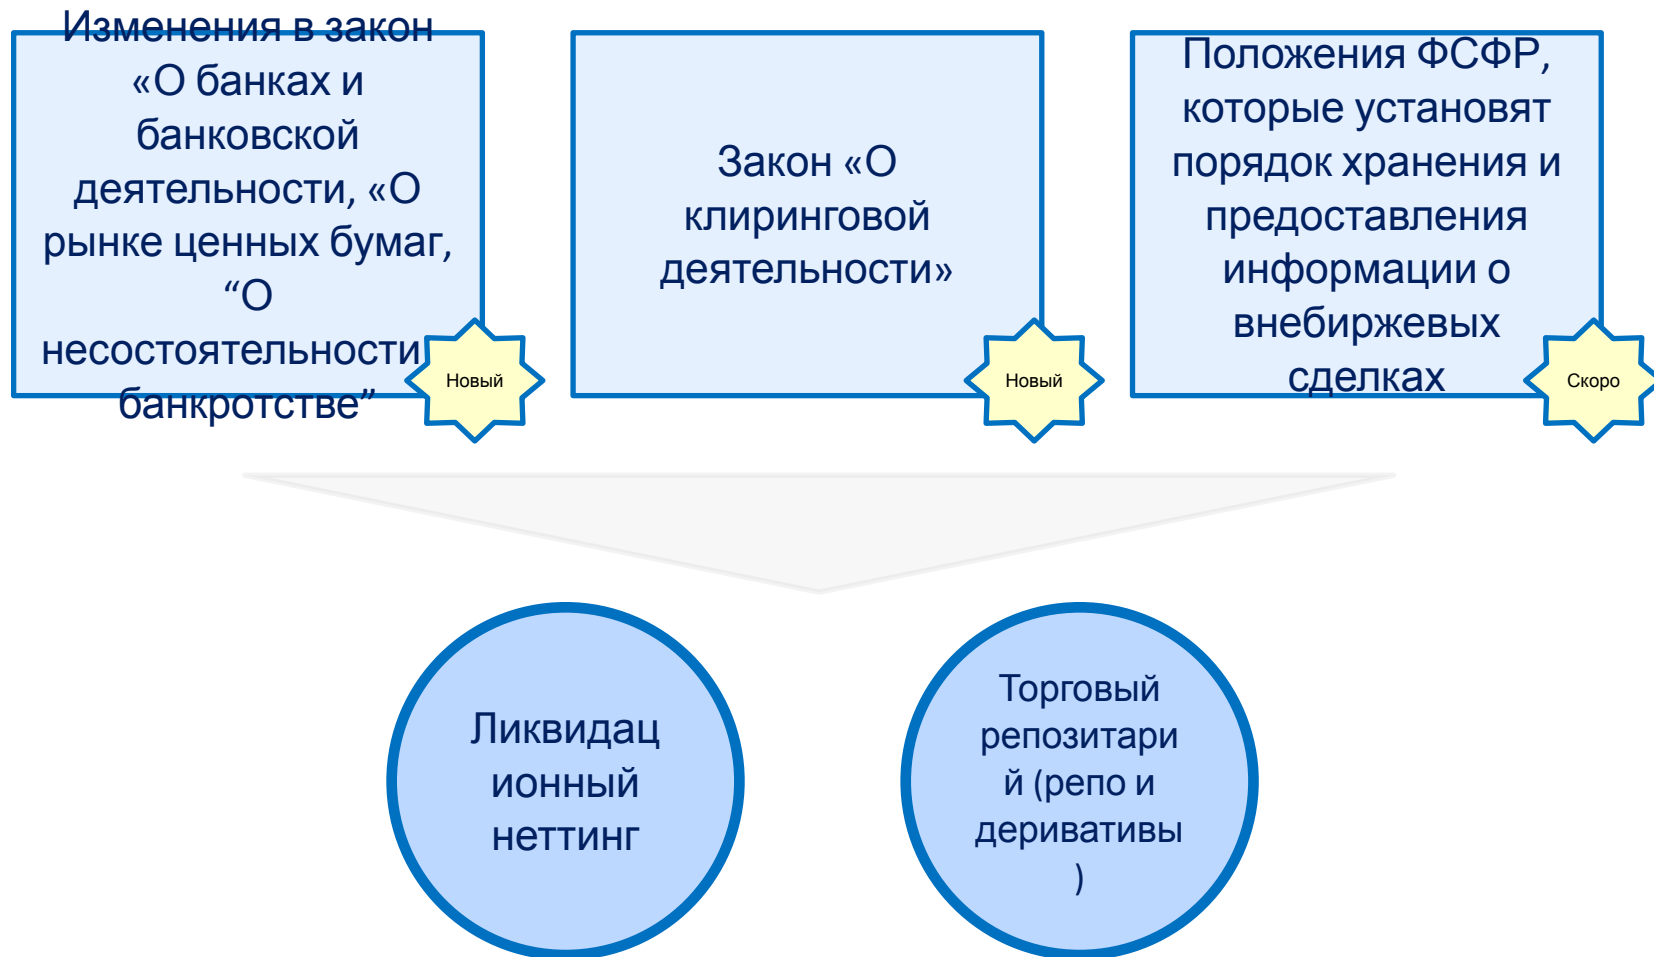 Изменения в закон
«О банках и
банковской
деятельности, «О
рынке ценных бумаг,
“О
несостоятельности
банкротстве”
Новый
Закон «О
клиринговой
деятельности»
Новый
Положения ФСФР,
которые установят
порядок хранения и
предоставления
информации о
внебиржевых
сделках
Скоро
Ликвидац
ионный
неттинг
Торговый
репозитари
й (репо и
деривативы
)